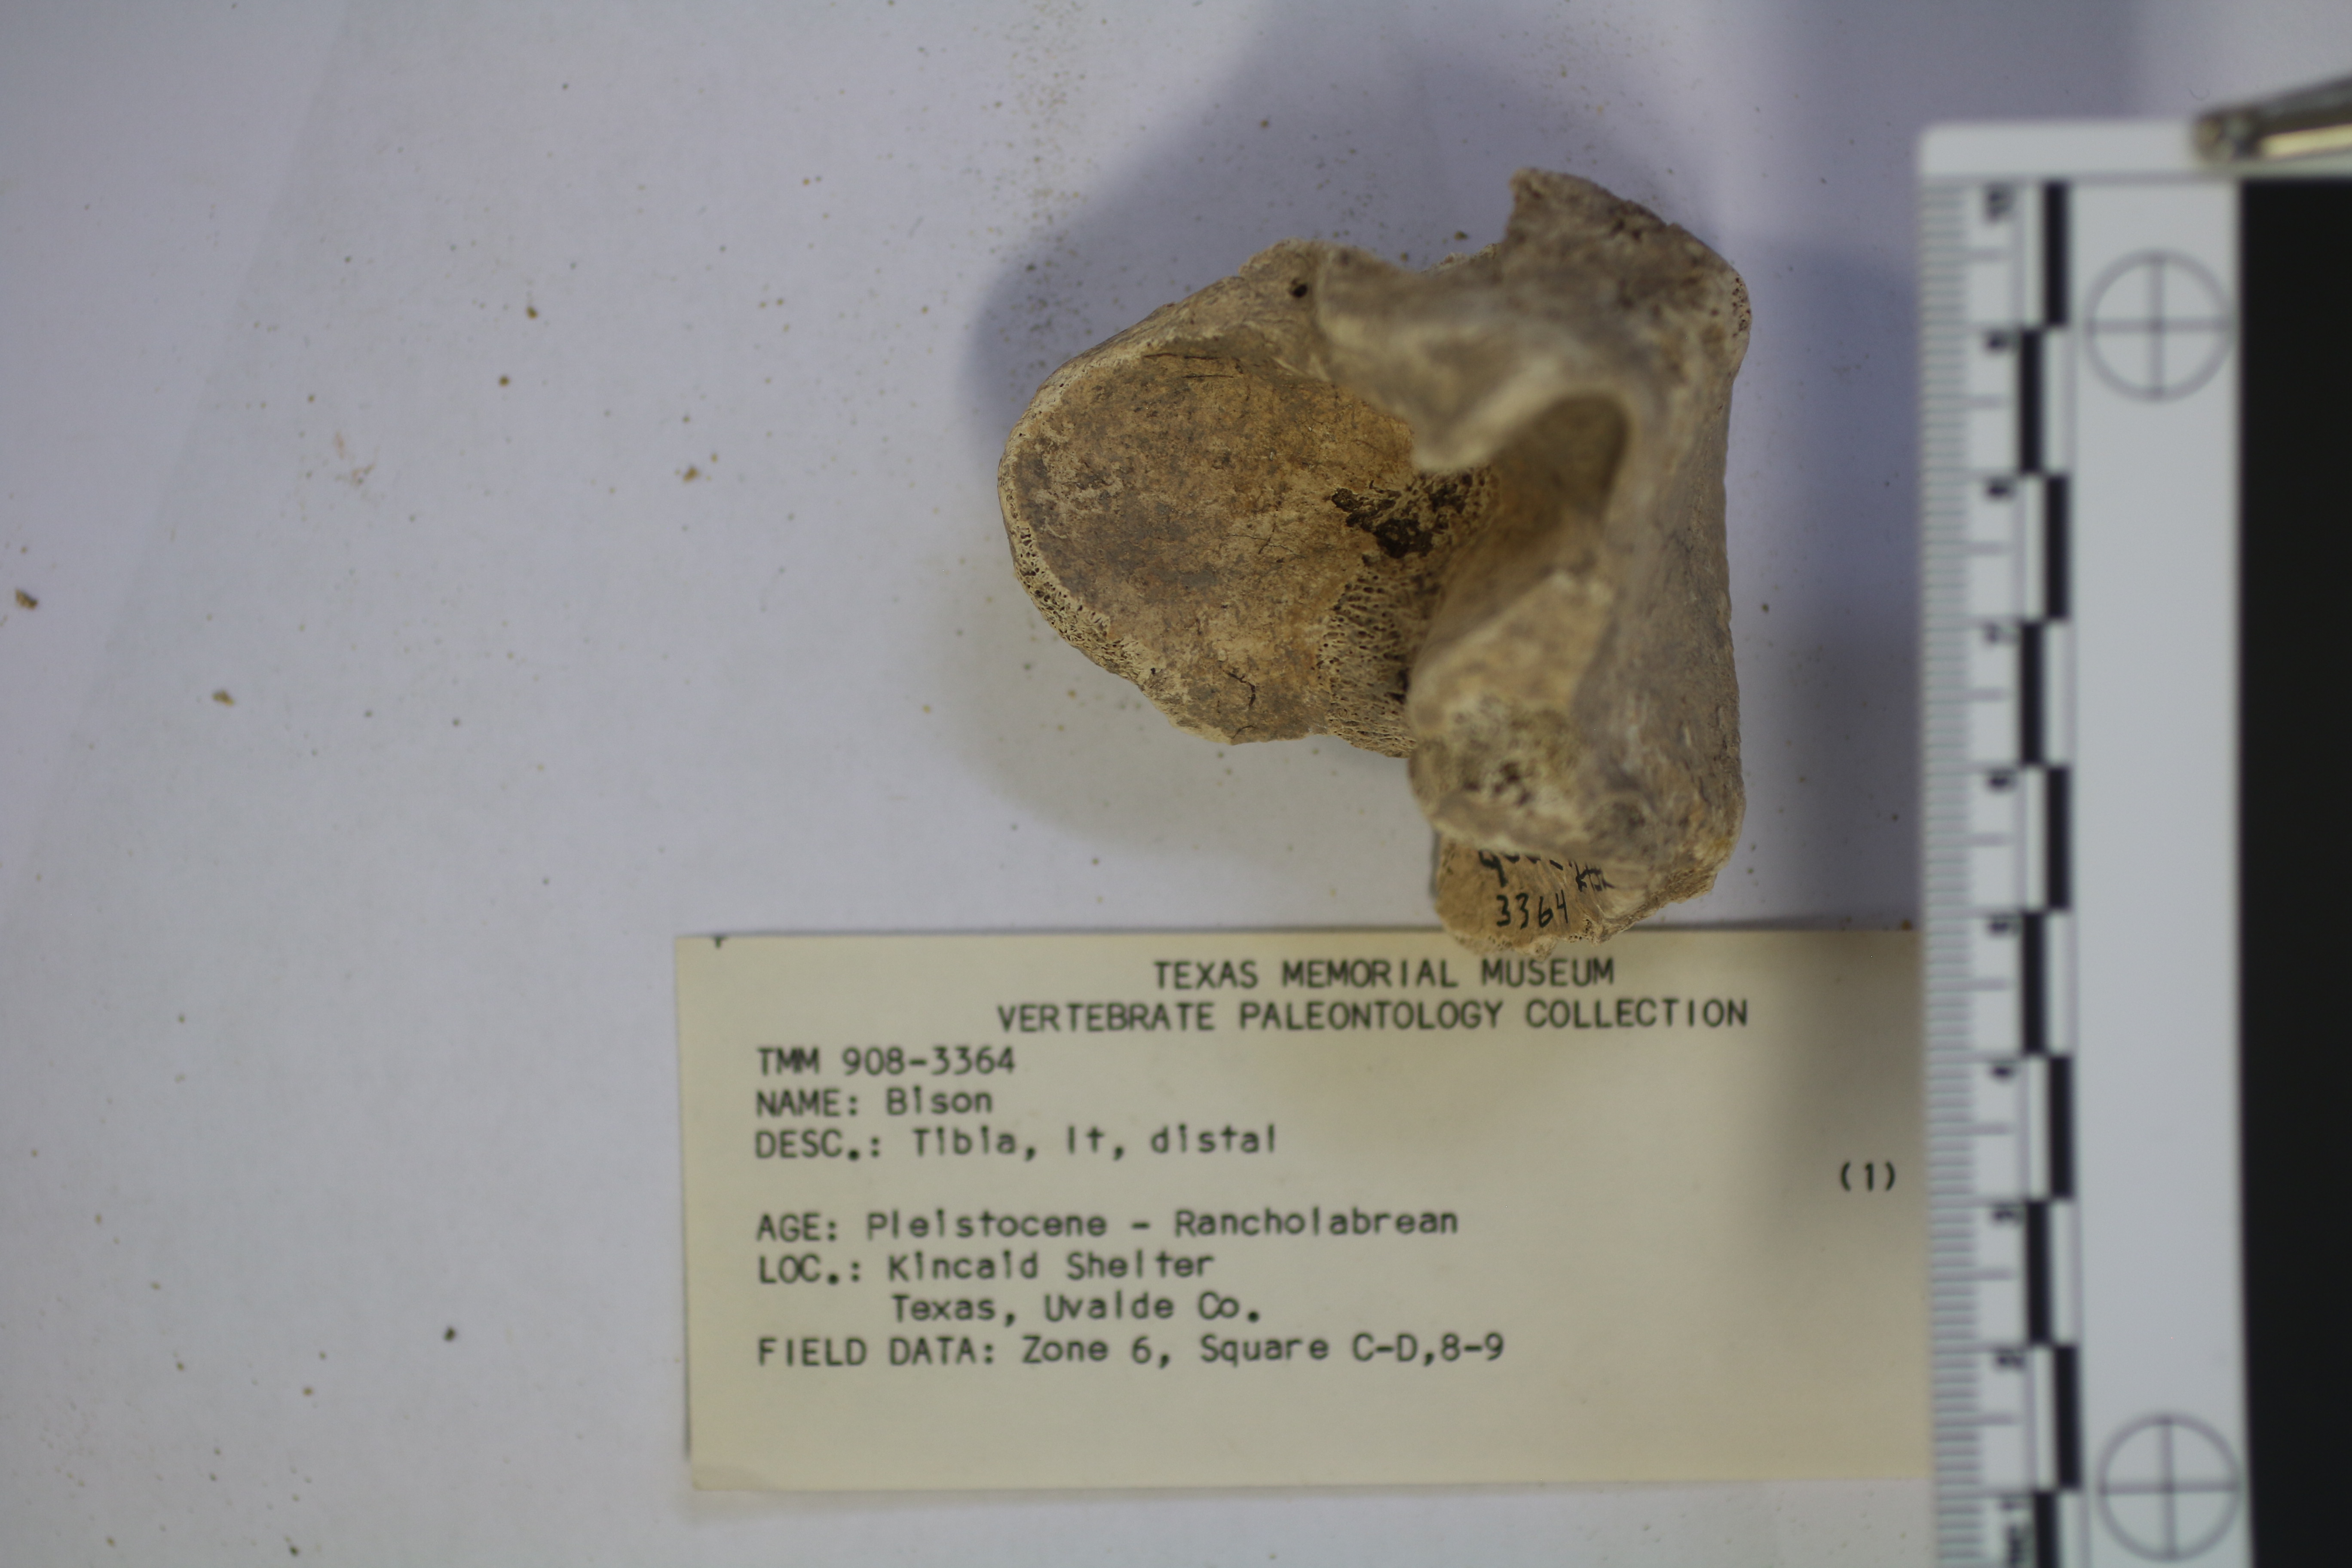 3364
TEXAS MEMORIAL MUSEUM
VERTEBRATE PALEONTOLOGY COLLECTION
TMM 908-3364
NAME: Bison
DESC.: Tibia, lt, distal
(1)
AGE: Pleistocene - Rancholabrean
LOC.: Kincaid Shelter
Texas, Uvalde Co.
FIELD DATA: Zone 6, Square C-D,8-9